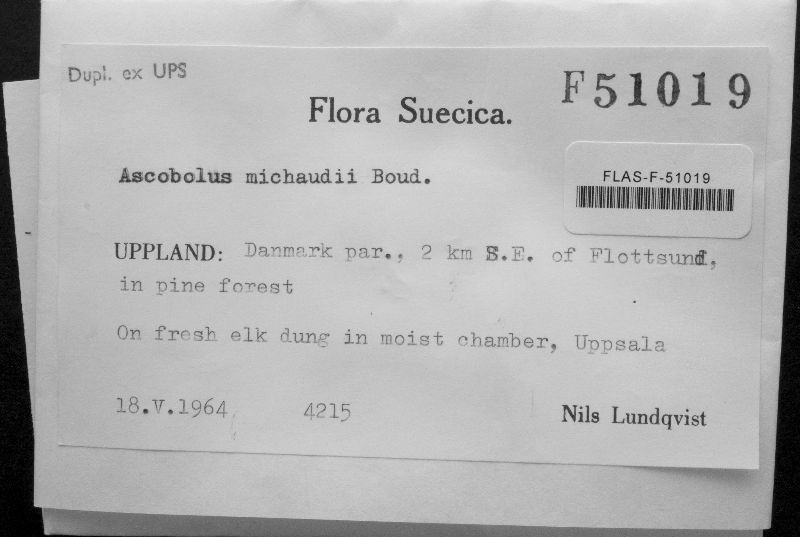 Dupl. ex UPS
F51019
Flora Suecica.
FLAS-F-51019
Ascobolus michaudii Boud.
UPPLAND: Danmark par., 2 km S.E. of Flottsund,
in pine forest
On fresh elk dung in moist chamber, Uppsala
18.V.1964 4215 Nils Lundqvist